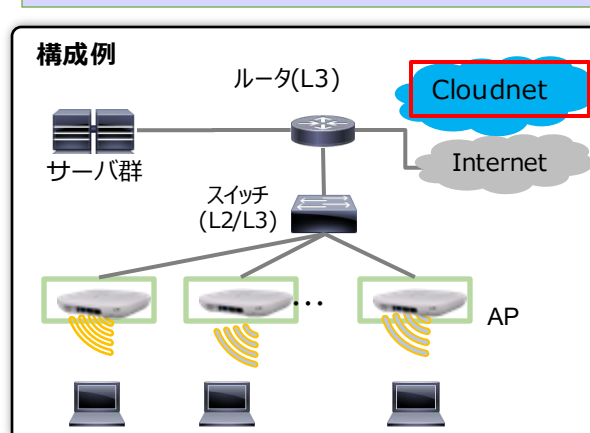 構成例
ルータ(L3)
Cloudnet
Internet
サーバ群
スイッチ
(L2/L3)
…
AP